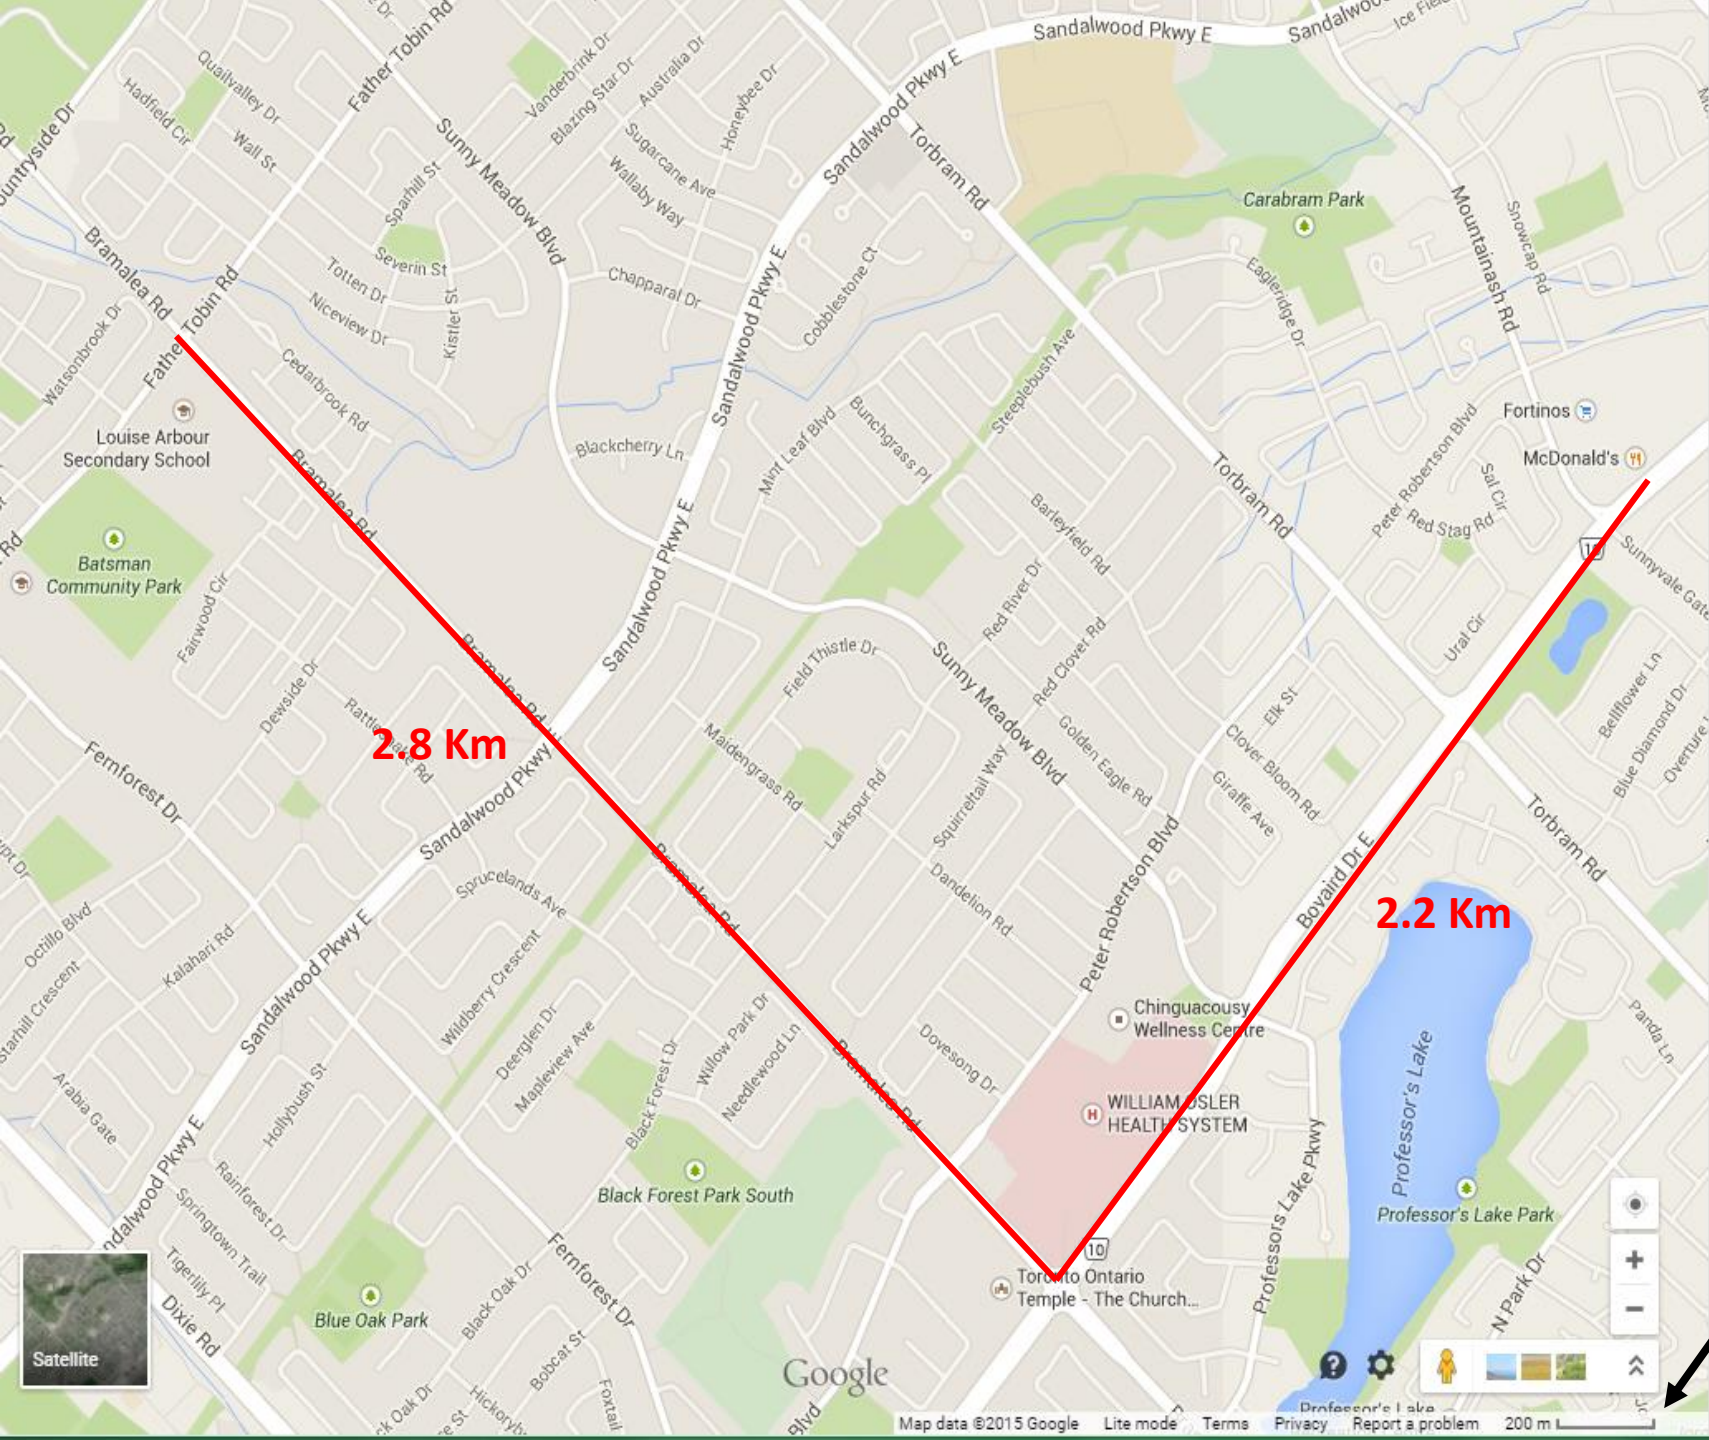 Sandalwood Pkwy E
Father Tobin Rd
Quailvalley Dr
Vanderbrink Dr
Australia Dr
Blazing Star Dr
Honeybee Dr
Hadfield Cir
Wall St
Sunny Meadow Blvd
Sugarcane Ave
Wallaby Way
Sandalwood Pkwy E
Torbram Rd
Sparhill St
Carabram Park
Mountainash Rd
Snowcap Rd
Bramalea Rd
Severin St
Totten Dr
Niceview Dr
Kistler St
Chapparal Dr
Cobblestone Ct
Sandalwood Pkwy E
Eagleridge Dr
Watsonbrook Dr
Father Tobin Rd
Cedarbrook Rd
Steeplebush Ave
Louise Arbour
Secondary School
Fortinos
McDonald's
Peter Robertson Blvd
Sal Cir
Red Stag Rd
Blackcherry Ln
Mint Leaf Blvd
Bunchgrass Pl
Torbram Rd
Bramalea Rd
Barleyfield Rd
Sunnyvale Gate
Batsman
Community Park
Fairwood Cir
Sandalwood Pkwy E
Red River Dr
Red Clover Rd
Ural Cir
Bramalea Rd
Field Thistle Dr
Sunny Meadow Blvd
Dewside Dr
Elk St
Bellflower Ln
Blue Diamond Dr
Rattlesnake Rd
2.8 Km
Fernforest Dr
Maidengrass Rd
Golden Eagle Rd
Clover Bloom Rd
Giraffe Ave
Larkspur Rd
Squirreltail Way
Sandalwood Pkwy E
Peter Robertson Blvd
Torbram Rd
Bramalea Rd
Sprucelands Ave
Dandelion Rd
Bovaird Dr E
2.2 Km
Octillo Blvd
Kalahari Rd
Sandalwood Pkwy E
Wildberry Crescent
Starhill Crescent
Deerglen Dr
Mapleview Ave
Willow Park Dr
Needlewood Ln
Black Forest Dr
Bramalea Rd
Dovesong Dr
Chinguacousy
Wellness Centre
Panda Ln
Arabia Gate
Hollybush St
WILLIAM OSLER
HEALTH SYSTEM
Professor's Lake
Professors Lake Pkwy
Rainforest Dr
Springtown Trail
Tigerlily Pl
Dixie Rd
Black Forest Park South
Professor's Lake Park
10
Toronto Ontario
Temple - The Church...
N Park Dr
Blue Oak Park
Black Oak Dr
Fernforest Dr
Bobcat St
Foxtail
Satellite
Google
Professor's Lake
Map data ©2015 Google Lite mode Terms Privacy Report a problem 200 m